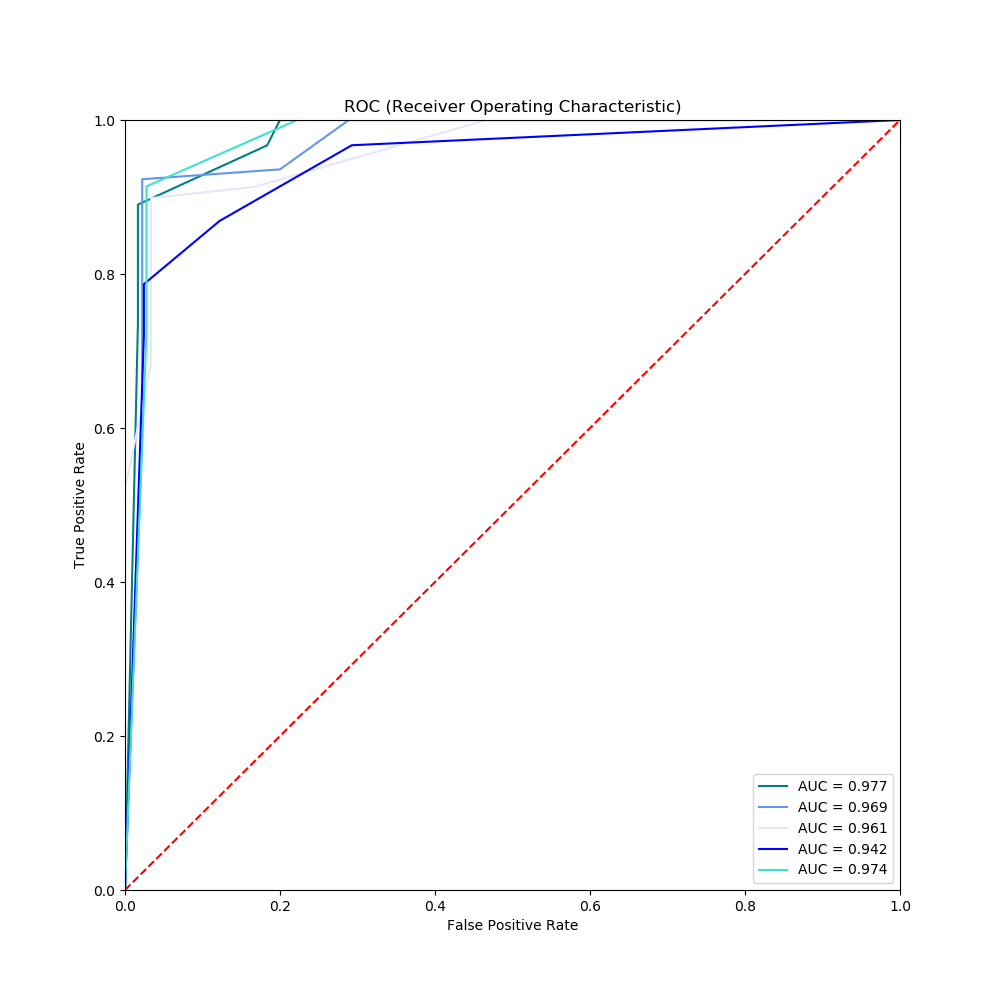 ROC (Receiver Operating Characteristic)
True Positive Rate
1.0
0.8
0.6
0.4
0.2
0.0
0.0 0.2 0.4 0.6 0.8 1.0
False Positive Rate
AUC = 0.977
AUC = 0.969
AUC = 0.961
AUC = 0.942
AUC = 0.974